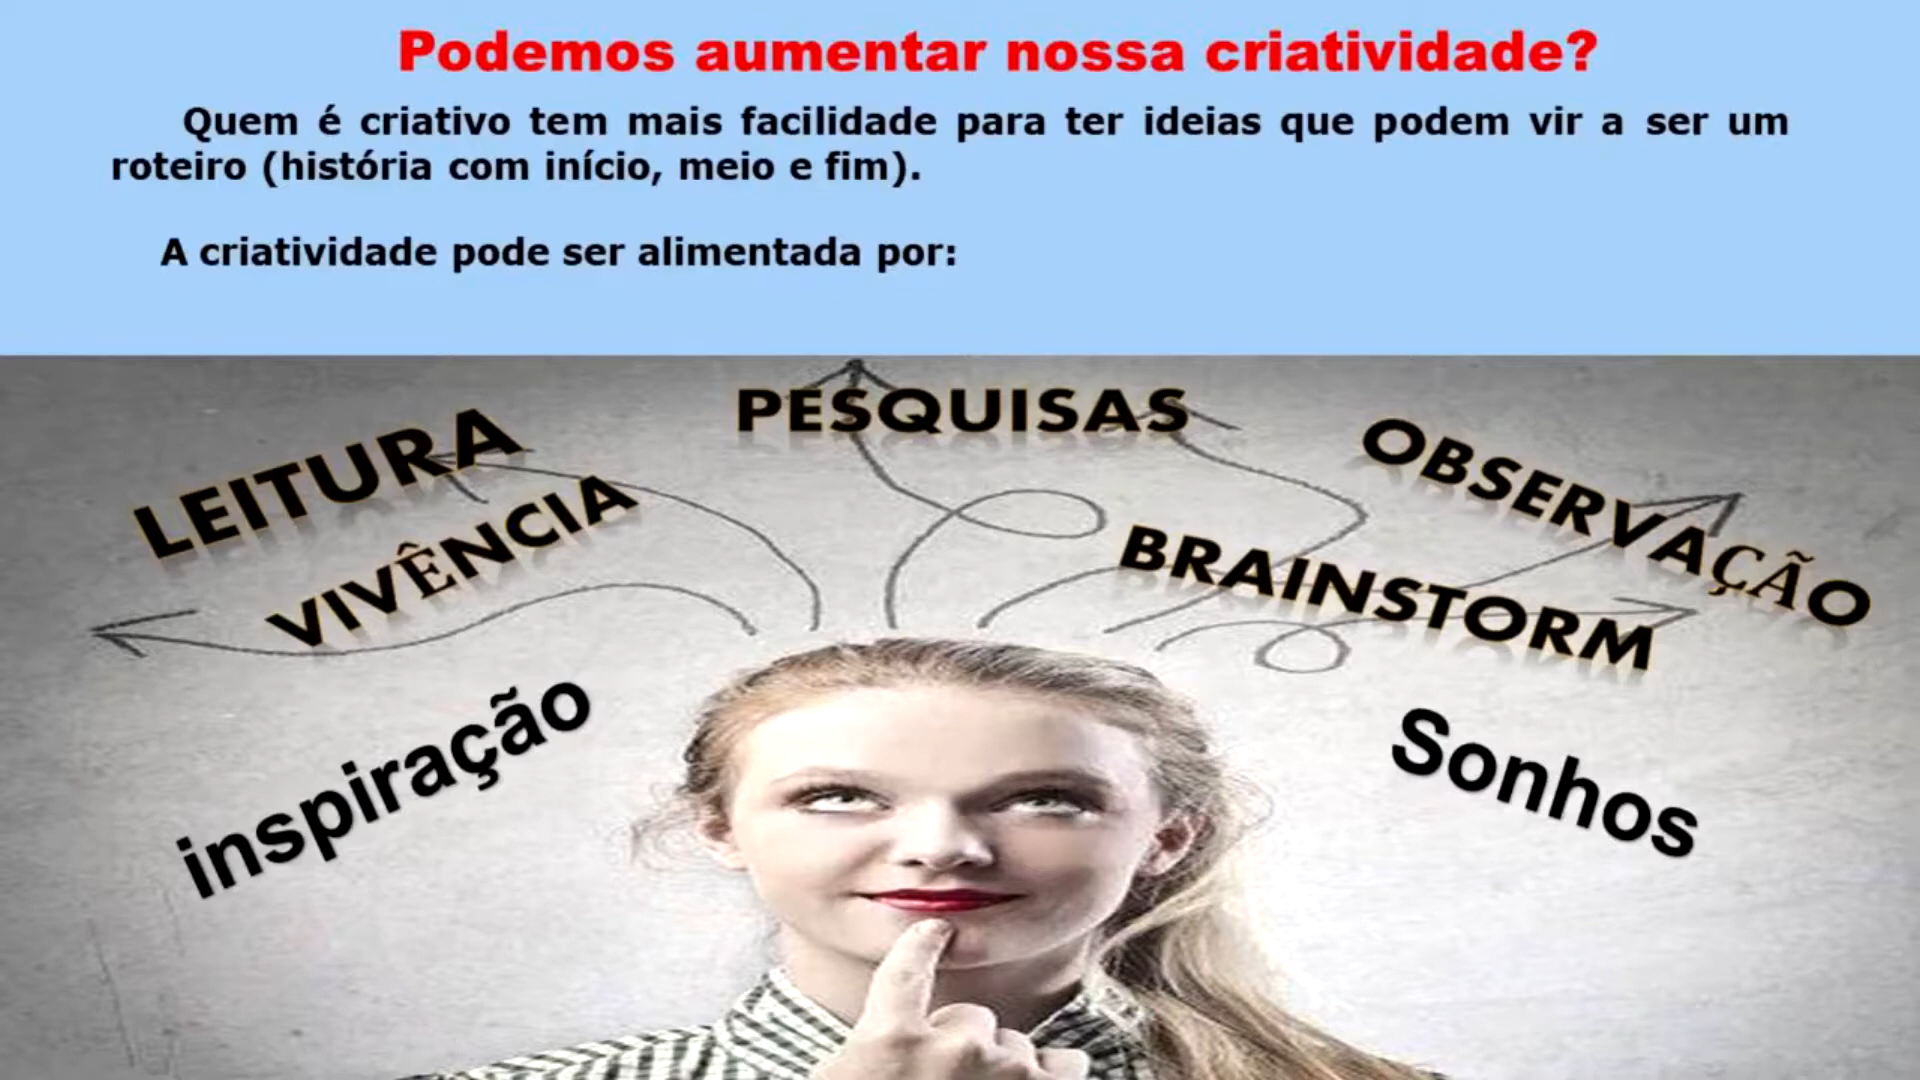 Podemos aumentar nossa criatividade?
Quem é criativo tem mais facilidade para ter ideias que podem vir a ser um
roteiro (história com início, meio e fim).
A criatividade pode ser alimentada por:
LEITURA
VIVÊNCIA
inspiração
PESQUISAS
OBSERVAÇÃO
BRAINSTORM
Sonhos